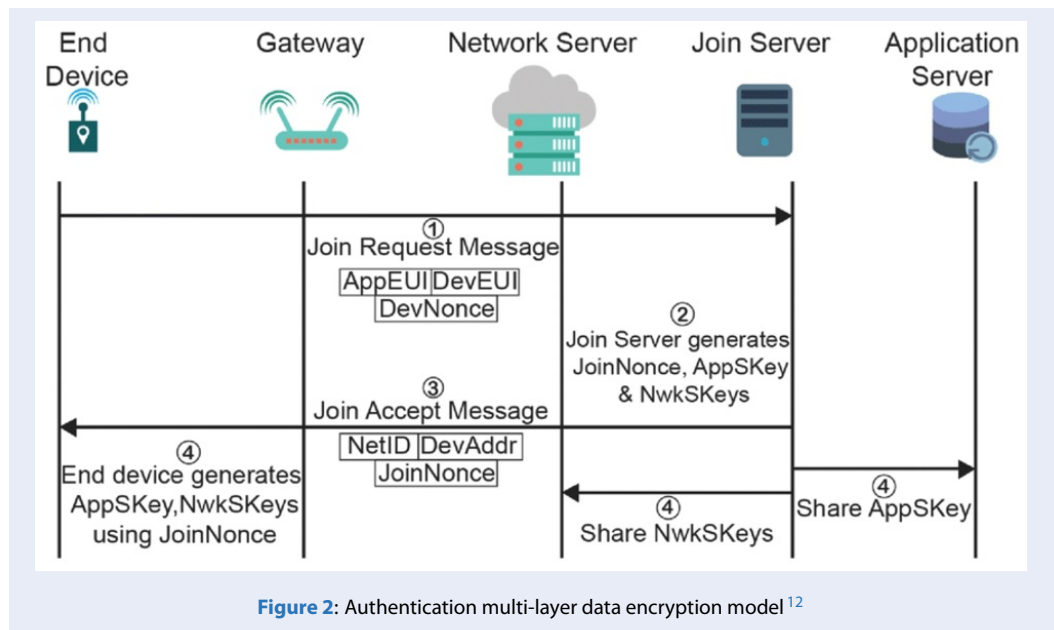 End
Device
Gateway
Network Server
Join Server
Application
Server
①
Join Request Message
AppEUI DevEUI
DevNonce
②
Join Server generates
JoinNonce, AppSKey
& NwkSKeys
③
Join Accept Message
NetID DevAddr
JoinNonce
④
End device generates
AppSKey,NwkSKeys
using JoinNonce
④
Share NwkSKeys
④
Share AppSKey
Figure 2: Authentication multi-layer data encryption model 12